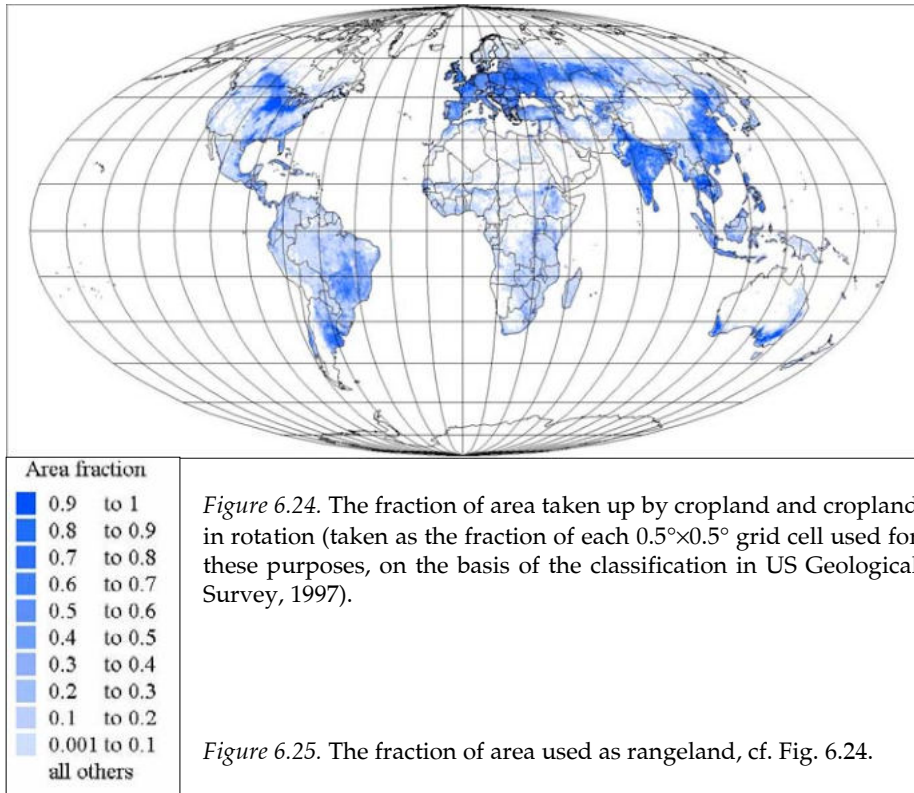 Area fraction
0.9 to 1
0.8 to 0.9
0.7 to 0.8
0.6 to 0.7
0.5 to 0.6
0.4 to 0.5
0.3 to 0.4
0.2 to 0.3
0.1 to 0.2
0.001 to 0.1
all others
Figure 6.24. The fraction of area taken up by cropland and cropland
in rotation (taken as the fraction of each 0.5°×0.5° grid cell used for
these purposes, on the basis of the classification in US Geological
Survey, 1997).
Figure 6.25. The fraction of area used as rangeland, cf. Fig. 6.24.